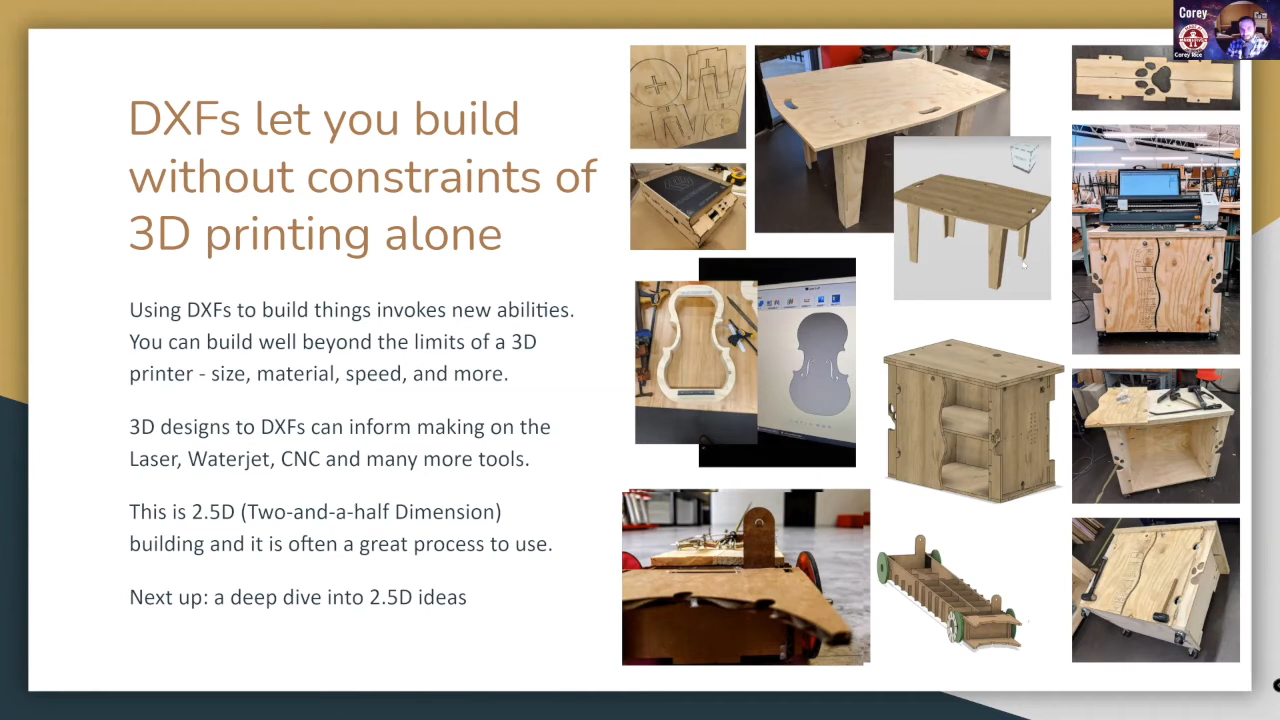 DXFs let you build
without constraints of
3D printing alone
Using DXFs to build things invokes new abilities.
You can build well beyond the limits of a 3D
printer - size, material, speed, and more.
3D designs to DXFs can inform making on the
Laser, Waterjet, CNC and many more tools.
This is 2.5D (Two-and-a-half Dimension)
building and it is often a great process to use.
Next up: a deep dive into 2.5D ideas
Corey
Corey Rice